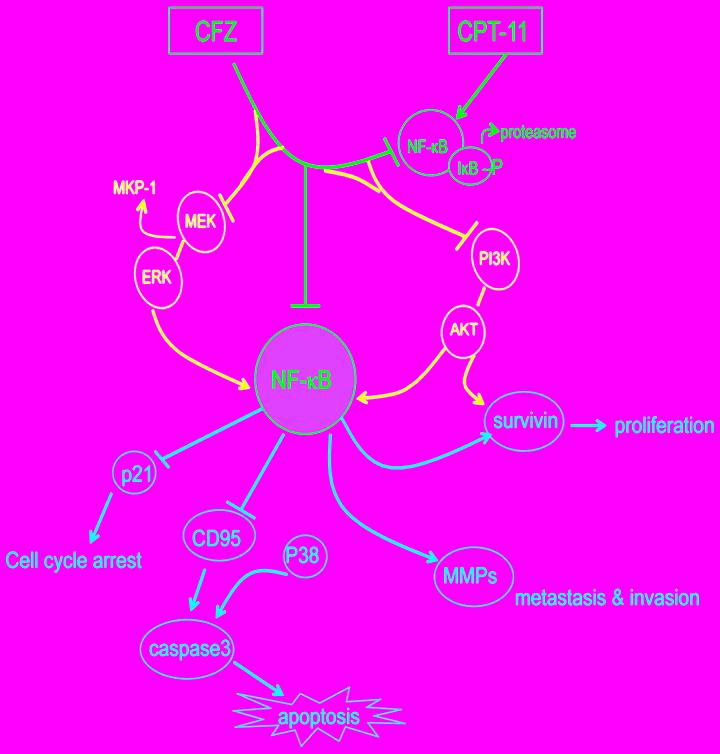 CFZ
CPT-11
NF-κB
proteasome
IκB ~P
MKP-1
MEK
PI3K
ERK
AKT
NF-κB
survivin
proliferation
p21
CD95
P38
Cell cycle arrest
MMPs
metastasis & invasion
caspase3
apoptosis